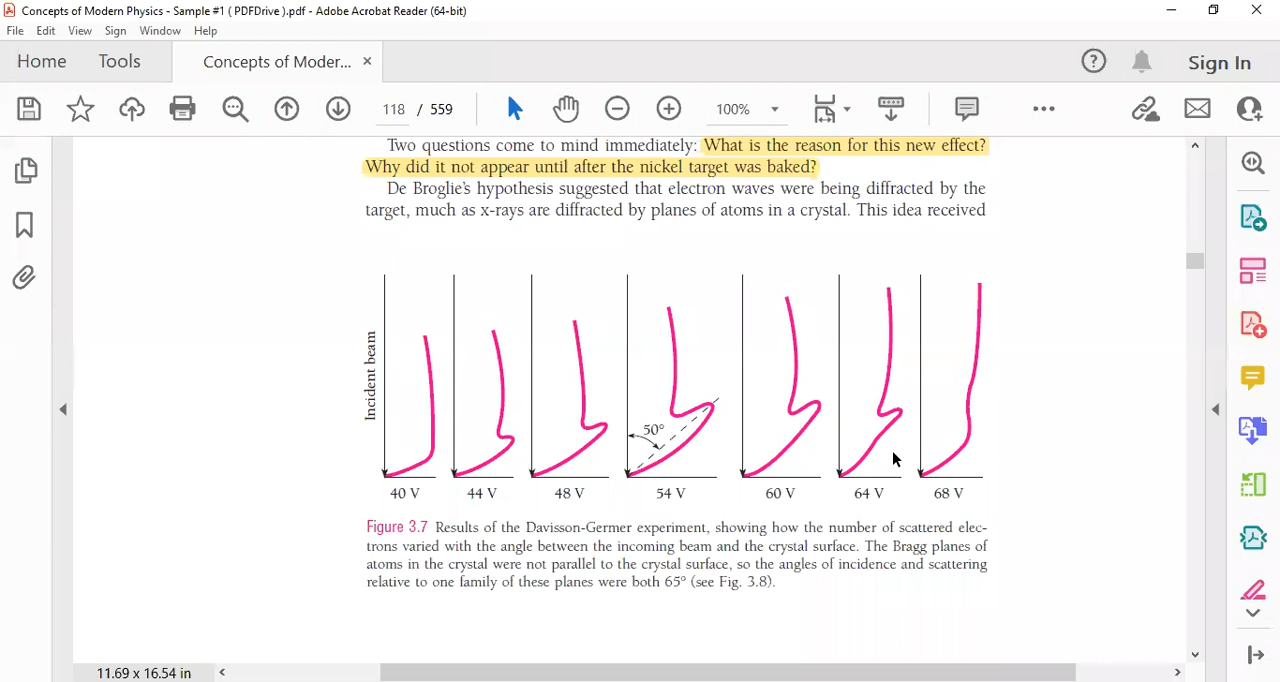 Concepts of Modern Physics - Sample #1 ( PDFDrive ).pdf - Adobe Acrobat Reader (64-bit)
File Edit View Sign Window Help
Home Tools Concepts of Moder... × Sign In
118 / 559 100%
Two questions come to mind immediately: What is the reason for this new effect?
Why did it not appear until after the nickel target was baked?
De Broglie's hypothesis suggested that electron waves were being diffracted by the
target, much as x-rays are diffracted by planes of atoms in a crystal. This idea received
Incident beam
50°
40 V 44 V 48 V 54 V 60 V 64 V 68 V
Figure 3.7 Results of the Davisson-Germer experiment, showing how the number of scattered elec-
trons varied with the angle between the incoming beam and the crystal surface. The Bragg planes of
atoms in the crystal were not parallel to the crystal surface, so the angles of incidence and scattering
relative to one family of these planes were both 65° (see Fig. 3.8).
11.69 x 16.54 in